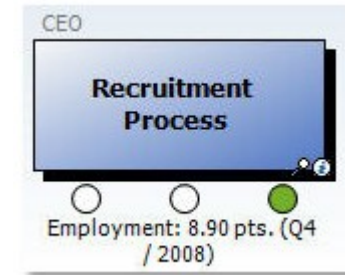 CEO
Recruitment
Process
Employment: 8.90 pts. (Q4
/ 2008)